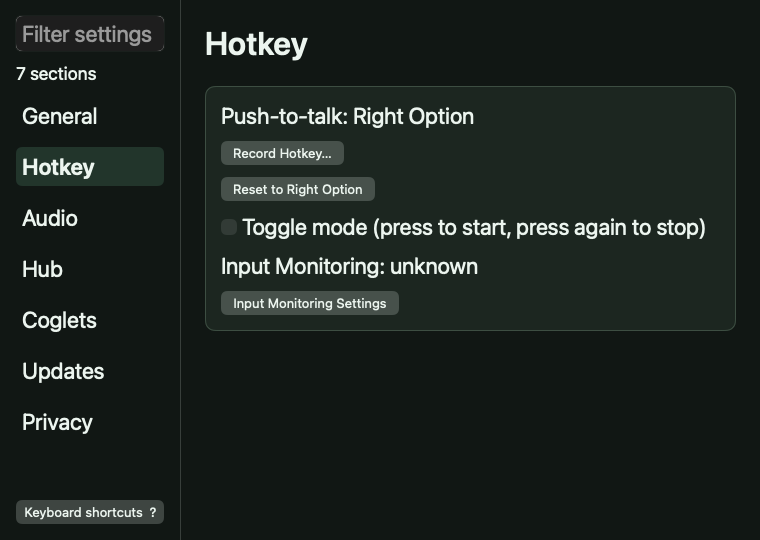 Filter settings
7 sections
General
Hotkey
Audio
Hub
Coglets
Updates
Privacy
Keyboard shortcuts ?
Hotkey
Push-to-talk: Right Option
Record Hotkey...
Reset to Right Option
Toggle mode (press to start, press again to stop)
Input Monitoring: unknown
Input Monitoring Settings